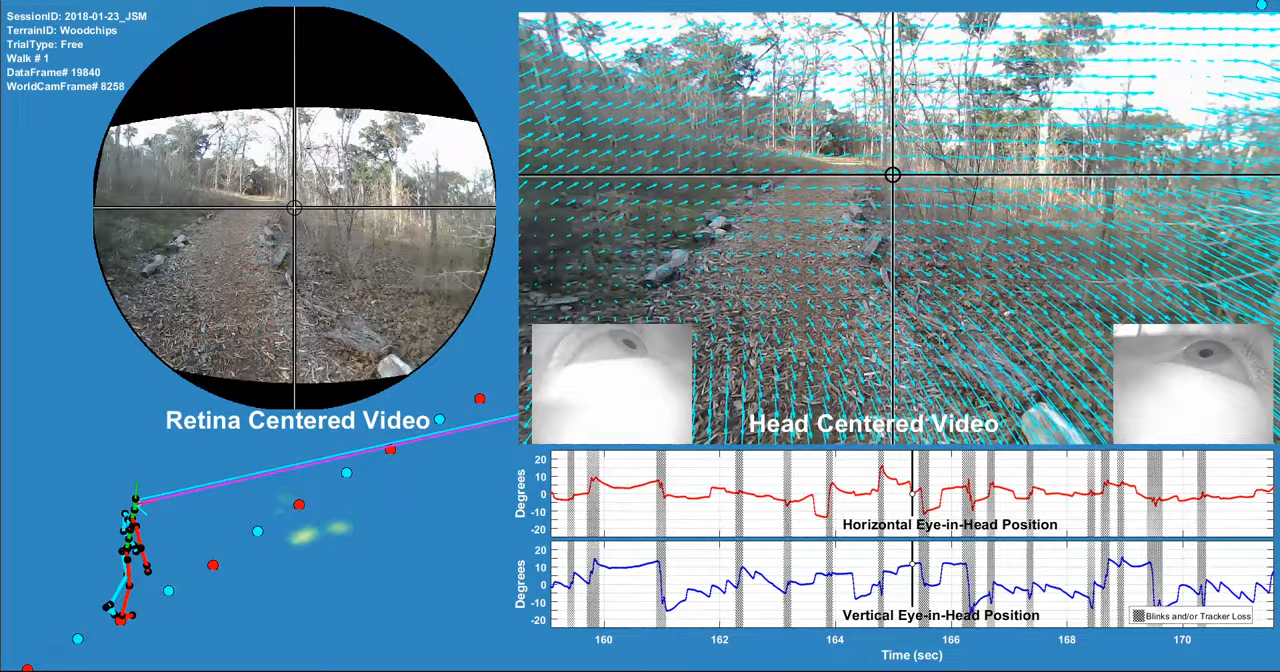 SessionID: 2018-01-23_JSM
TerrainID: Woodchips
TrialType: Free
Walk # 1
DataFrame# 19840
WorldCamFrame# 8258
Retina Centered Video
Head Centered Video
Degrees
20
10
0
-10
-20
Horizontal Eye-in-Head Position
Degrees
20
10
0
-10
-20
Vertical Eye-in-Head Position
Blinks and/or Tracker Loss
160 162 164 166 168 170
Time (sec)